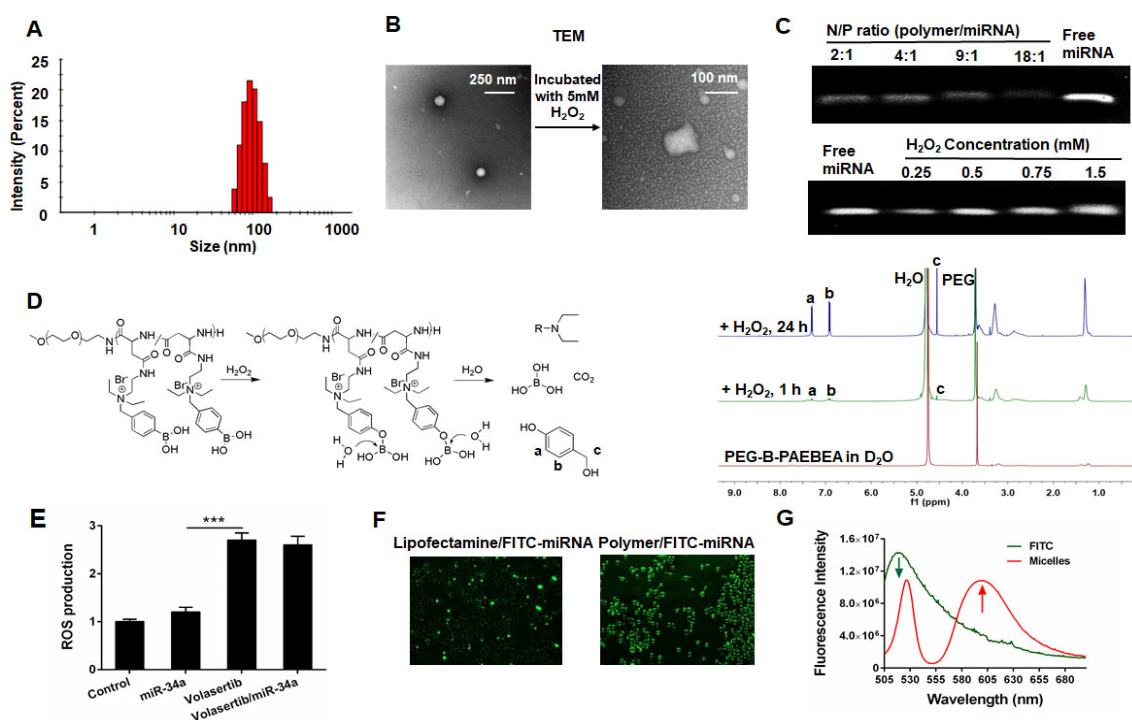 A
25
20
15
10
5
0
Intensity (Percent)
1 10 100 1000
Size (nm)
B
TEM
250 nm
Incubated
with 5mM
H₂O₂
100 nm
C
N/P ratio (polymer/miRNA)
2:1 4:1 9:1 18:1
Free
miRNA
Free
miRNA
H₂O₂ Concentration (mM)
0.25 0.5 0.75 1.5
D
H₂O₂
H₂O
CO₂
a
b
c
H₂O
c
PEG
a b
+ H₂O₂, 24 h
+ H₂O₂, 1 h
a b
c
PEG-B-PAEBEA in D₂O
9.0 8.0 7.0 6.0 5.0 4.0 3.0 2.0 1.0
f1 (ppm)
E
3
2
1
0
ROS production
***
Control
miR-34a
Volasertib
Volasertib/miR-34a
F
Lipofectamine/FITC-miRNA
Polymer/FITC-miRNA
G
1.6×10⁷
1.2×10⁷
8.0×10⁶
4.0×10⁶
0.0
Fluorescence Intensity
FITC
Micelles
505 530 555 580 605 630 655 680
Wavelength (nm)